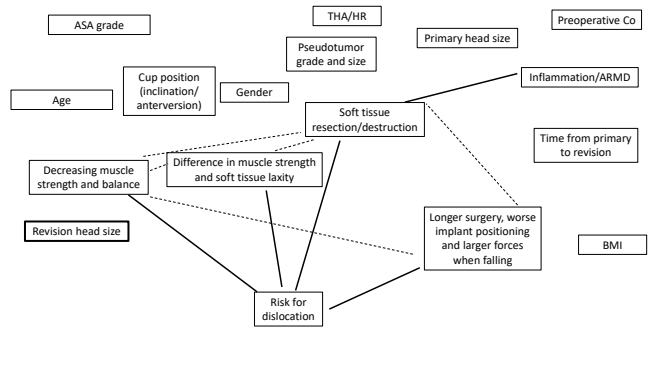 ASA grade
THA/HR
Preoperative Co
Primary head size
Pseudotumor
grade and size
Cup position
(inclination/
anterversion)
Inflammation/ARMD
Age
Gender
Soft tissue
resection/destruction
Time from primary
to revision
Decreasing muscle
strength and balance
Difference in muscle strength
and soft tissue laxity
Revision head size
Longer surgery, worse
implant positioning
and larger forces
when falling
BMI
Risk for
dislocation